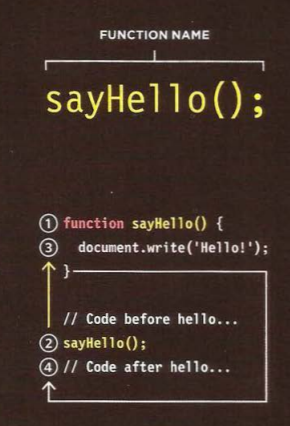 FUNCTION NAME
sayHello();
1 function sayHello() {
3 document.write('Hello!');
}
// Code before hello...
2 sayHello();
4 // Code after hello...